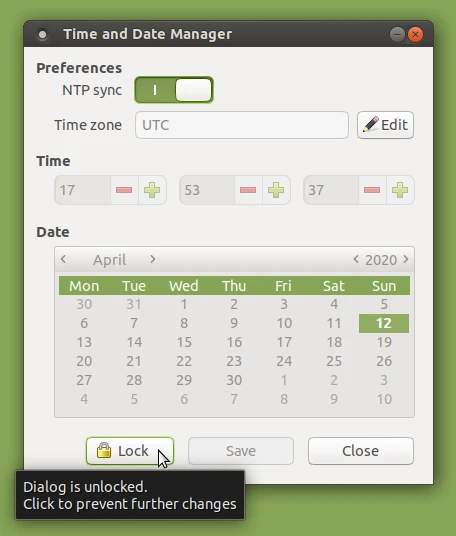 Time and Date Manager
Preferences
NTP sync
Time zone UTC Edit
Time
17 53 37
Date
< April > < 2020 >
Mon Tue Wed Thu Fri Sat Sun
30 31 1 2 3 4 5
6 7 8 9 10 11 12
13 14 15 16 17 18 19
20 21 22 23 24 25 26
27 28 29 30 1 2 3
4 5 6 7 8 9 10
Lock Save Close
Dialog is unlocked.
Click to prevent further changes